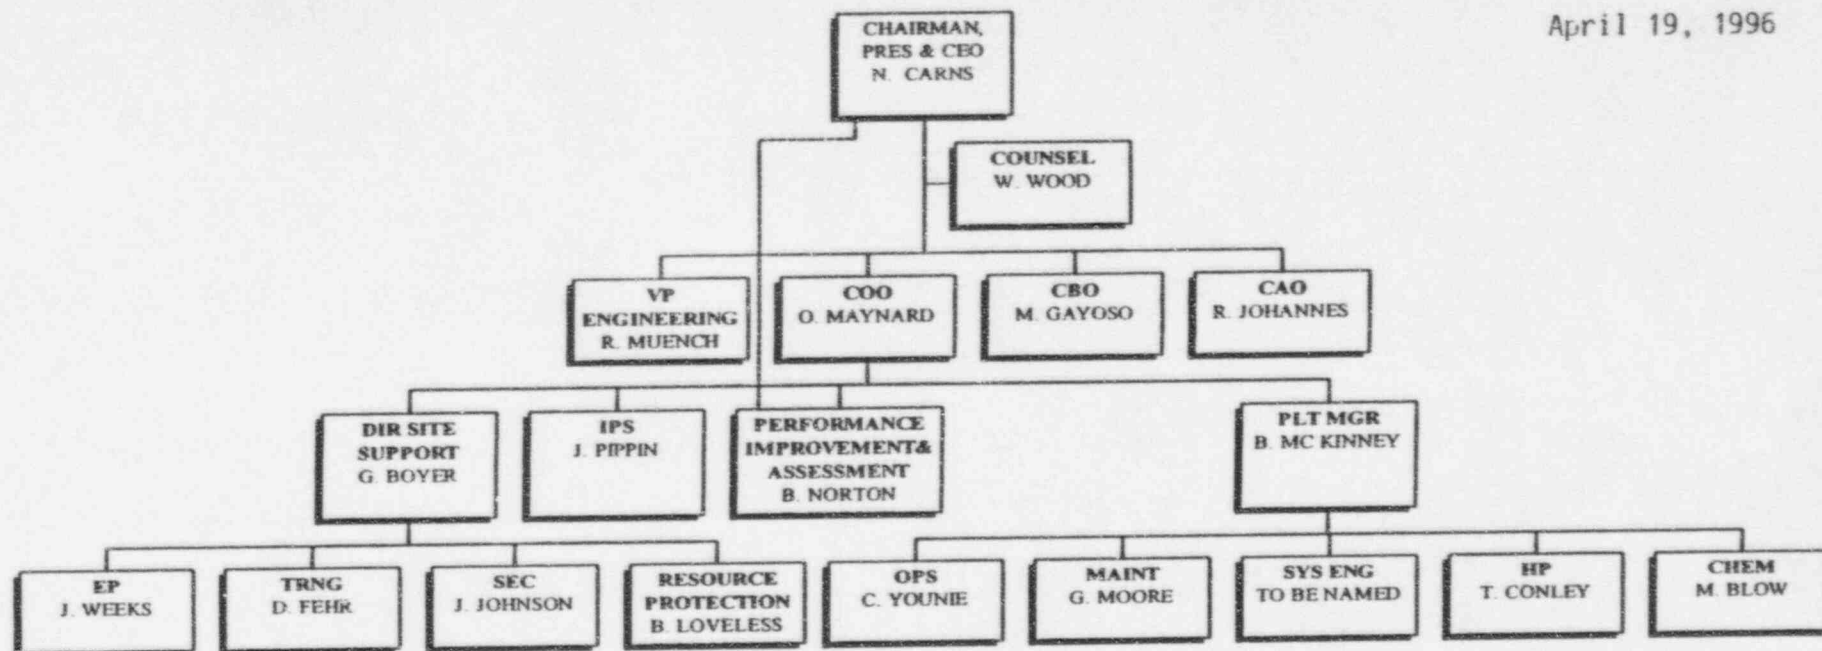 April 19, 1996
CHAIRMAN,
PRES & CEO
N. CARNS
COUNSEL
W. WOOD
VP
ENGINEERING
R. MUENCH
COO
O. MAYNARD
CBO
M. GAYOSO
CAO
R. JOHANNES
DIR SITE
SUPPORT
G. BOYER
IPS
J. PIPPIN
PERFORMANCE
IMPROVEMENT&
ASSESSMENT
B. NORTON
PLT MGR
B. MC KINNEY
EP
J. WEEKS
TRNG
D. FEHR
SEC
J. JOHNSON
RESOURCE
PROTECTION
B. LOVELESS
OPS
C. YOUNIE
MAINT
G. MOORE
SYS ENG
TO BE NAMED
HP
T. CONLEY
CHEM
M. BLOW